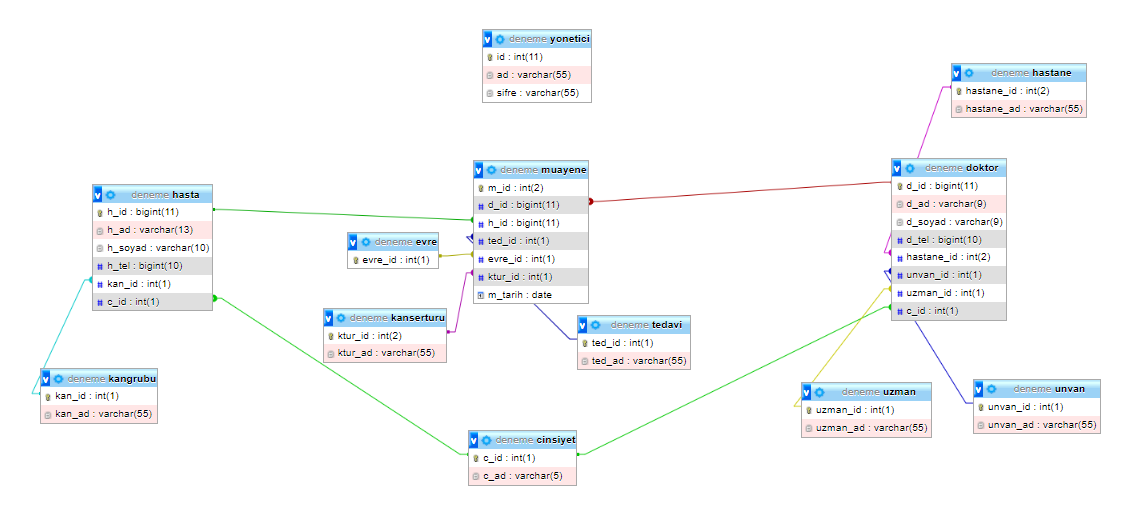 deneme yonetici
id : int(11)
ad : varchar(55)
sifre : varchar(55)
deneme hastane
hastane_id : int(2)
hastane_ad : varchar(55)
deneme muayene
m_id : int(2)
d_id : bigint(11)
h_id : bigint(11)
ted_id : int(1)
evre_id : int(1)
ktur_id : int(1)
m_tarih : date
deneme doktor
d_id : bigint(11)
d_ad : varchar(9)
d_soyad : varchar(9)
d_tel : bigint(10)
hastane_id : int(2)
unvan_id : int(1)
uzman_id : int(1)
c_id : int(1)
deneme hasta
h_id : bigint(11)
h_ad : varchar(13)
h_soyad : varchar(10)
h_tel : bigint(10)
kan_id : int(1)
c_id : int(1)
deneme evre
evre_id : int(1)
deneme kanserturu
ktur_id : int(2)
ktur_ad : varchar(55)
deneme tedavi
ted_id : int(1)
ted_ad : varchar(55)
deneme kangrubu
kan_id : int(1)
kan_ad : varchar(55)
deneme uzman
uzman_id : int(1)
uzman_ad : varchar(55)
deneme unvan
unvan_id : int(1)
unvan_ad : varchar(55)
deneme cinsiyet
c_id : int(1)
c_ad : varchar(5)